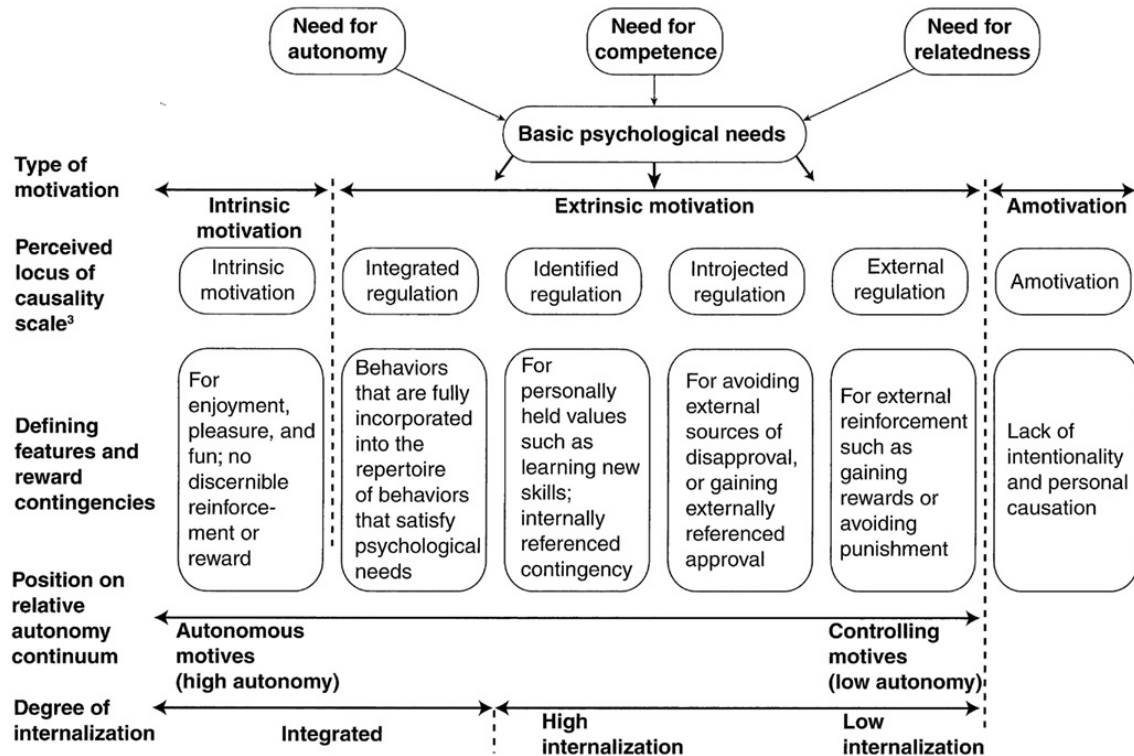 Need for
autonomy
Need for
competence
Need for
relatedness
Basic psychological needs
Type of
motivation
Intrinsic
motivation
Extrinsic motivation
Amotivation
Perceived
locus of
causality
scale³
Intrinsic
motivation
Integrated
regulation
Identified
regulation
Introjected
regulation
External
regulation
Amotivation
Defining
features and
reward
contingencies
For
enjoyment,
pleasure, and
fun; no
discernible
reinforce-
ment or
reward
Behaviors
that are fully
incorporated
into the
repertoire
of behaviors
that satisfy
psychological
needs
For
personally
held values
such as
learning new
skills;
internally
referenced
contingency
For avoiding
external
sources of
disapproval,
or gaining
externally
referenced
approval
For external
reinforcement
such as
gaining
rewards or
avoiding
punishment
Lack of
intentionality
and personal
causation
Position on
relative
autonomy
continuum
Autonomous
motives
(high autonomy)
Controlling
motives
(low autonomy)
Degree of
internalization
Integrated
High
internalization
Low
internalization